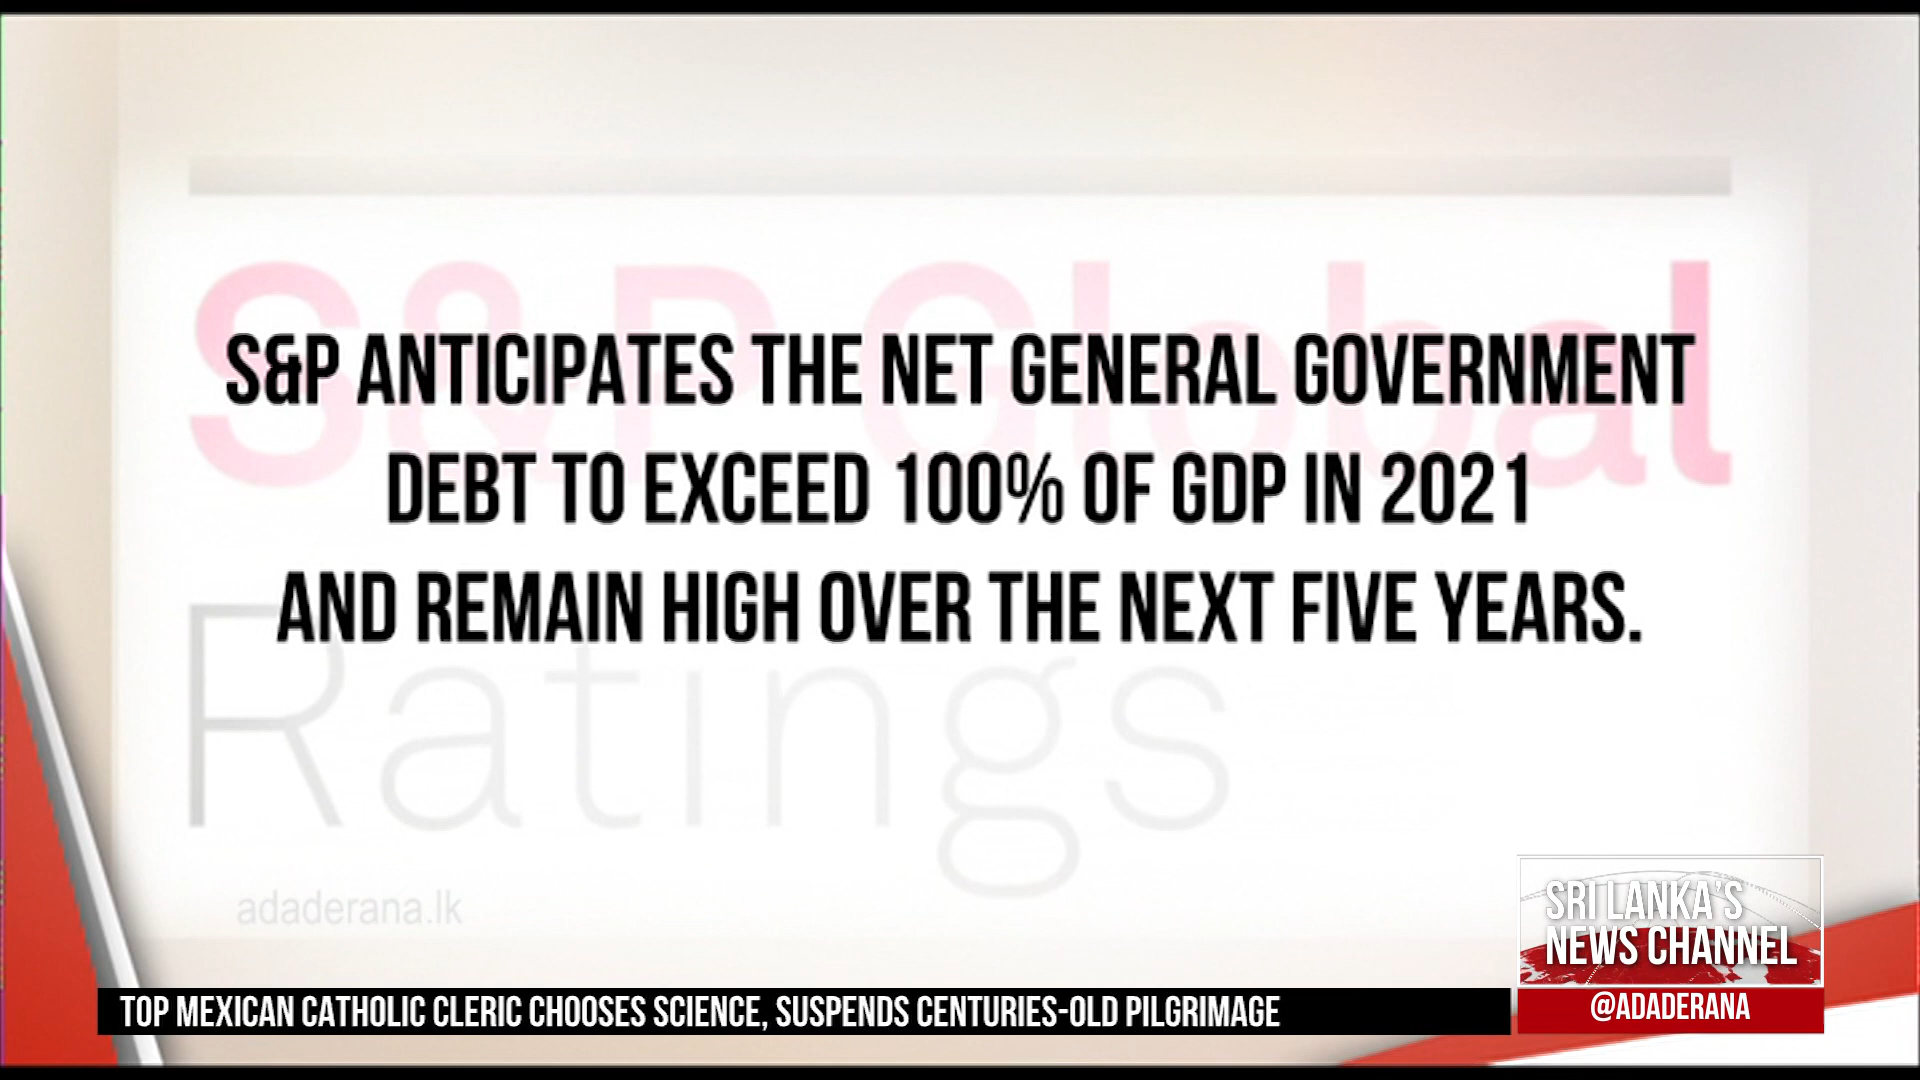 S&P Global
Ratings
S&P ANTICIPATES THE NET GENERAL GOVERNMENT
DEBT TO EXCEED 100% OF GDP IN 2021
AND REMAIN HIGH OVER THE NEXT FIVE YEARS.
adaderana.lk
SRI LANKA'S
NEWS CHANNEL
@ADADERANA
TOP MEXICAN CATHOLIC CLERIC CHOOSES SCIENCE, SUSPENDS CENTURIES-OLD PILGRIMAGE